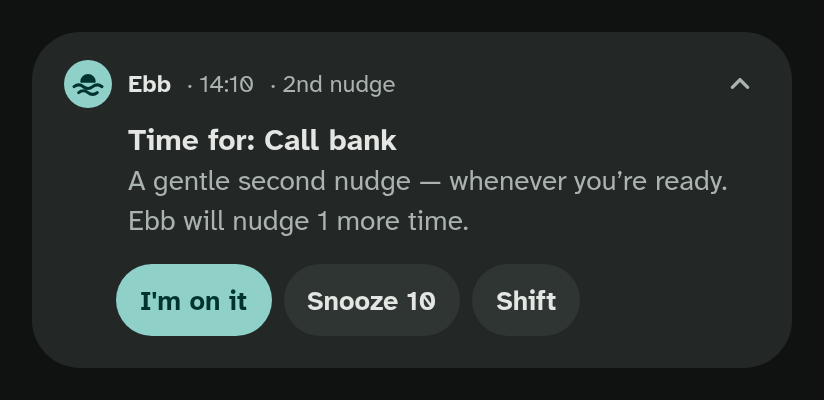 Ebb · 14:10 · 2nd nudge
Time for: Call bank
A gentle second nudge — whenever you’re ready.
Ebb will nudge 1 more time.
I'm on it Snooze 10 Shift